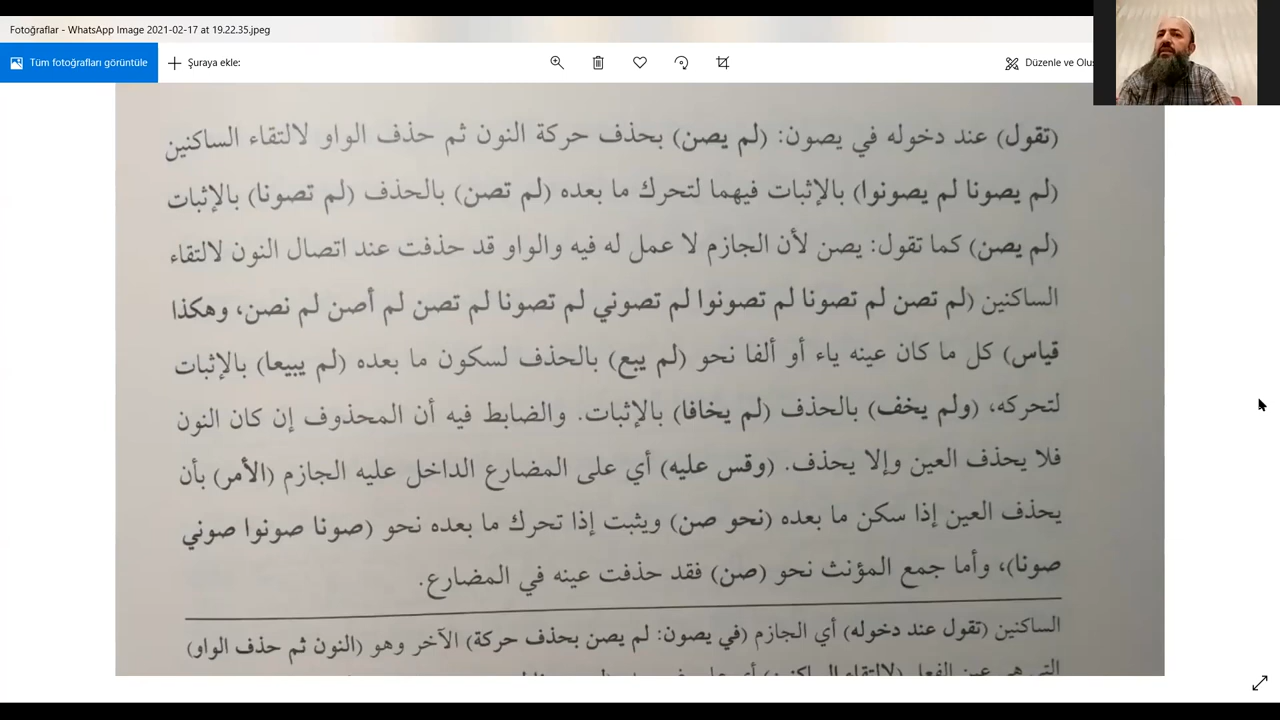 Fotoğraflar - WhatsApp Image 2021-02-17 at 19.22.35.jpeg
Tüm fotoğrafları görüntüle
Şuraya ekle:
Düzenle ve Olu
(تقول) عند دخوله في يصون: (لم يصن) بحذف حركة النون ثم حذف الواو لالتقاء الساكنين
(لم يصونا لم يصونوا) بالإثبات فيهما لتحرك ما بعده (لم تصن) بالحذف (لم تصونا) بالإثبات
(لم يصن) كما تقول: يصن لأن الجازم لا عمل له فيه والواو قد حذفت عند اتصال النون لالتقاء
الساكنين (لم تصن لم تصونا لم تصونوا لم تصوني لم تصونا لم تصن لم أصن لم نصن، وهكذا
قياس) كل ما كان عينه ياء أو ألفا نحو (لم يبع) بالحذف لسكون ما بعده (لم يبيعا) بالإثبات
لتحركه، (ولم يخف) بالحذف (لم يخافا) بالإثبات. والضابط فيه أن المحذوف إن كان النون
فلا يحذف العين وإلا يحذف. (وقس عليه) أي على المضارع الداخل عليه الجازم (الأمر) بأن
يحذف العين إذا سكن ما بعده (نحو صن) ويثبت إذا تحرك ما بعده نحو (صونا صونوا صوني
صونا)، وأما جمع المؤنث نحو (صن) فقد حذفت عينه في المضارع.
الساكنين (تقول عند دخوله) أي الجازم (في يصون: لم يصن بحذف حركة) الآخر وهو (النون ثم حذف الواو)
التي هي عين الفعل (لالتقاء الساكنين)